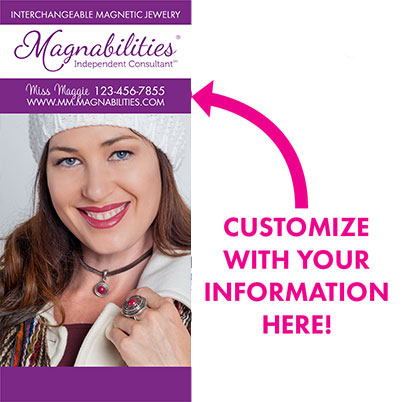 INTERCHANGEABLE MAGNETIC JEWELRY
Magnabilities®
Independent Consultant℠
Miss Maggie 123-456-7855
WWW.MM.MAGNABILITIES.COM
CUSTOMIZE
WITH YOUR
INFORMATION
HERE!